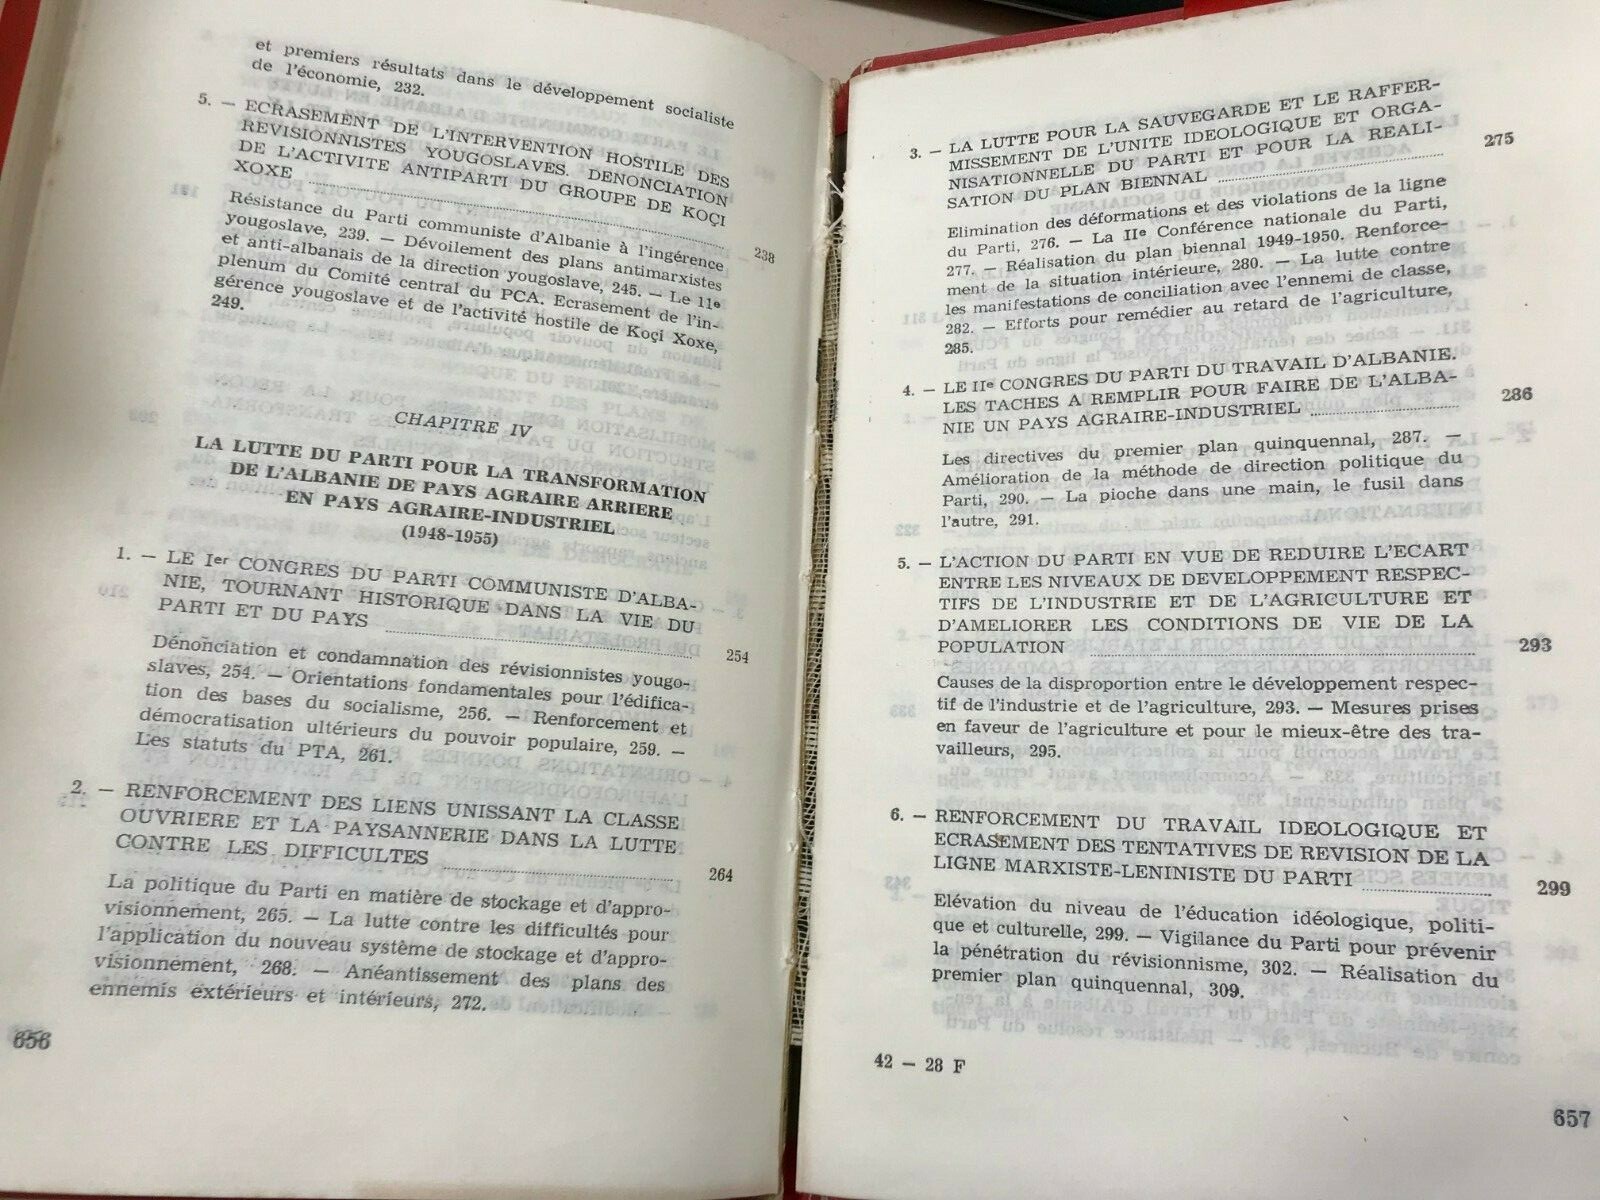 et premiers résultats dans le développement socialiste
de l'économie, 232.
5. — ECRASEMENT DE L'INTERVENTION HOSTILE DES
REVISIONNISTES YOUGOSLAVES. DENONCIATION
DE L'ACTIVITE ANTIPARTI DU GROUPE DE KOÇI
XOXE 238
Résistance du Parti communiste d'Albanie à l'ingérence
yougoslave, 239. — Dévoilement des plans antimarxistes
et anti-albanais de la direction yougoslave, 245. — Le 11e
plenum du Comité central du PCA. Ecrasement de l'in-
gérence yougoslave et de l'activité hostile de Koçi Xoxe,
249.
CHAPITRE IV
LA LUTTE DU PARTI POUR LA TRANSFORMATION
DE L'ALBANIE DE PAYS AGRAIRE ARRIERE
EN PAYS AGRAIRE-INDUSTRIEL
(1948-1955)
1. — LE Ier CONGRES DU PARTI COMMUNISTE D'ALBA-
NIE, TOURNANT HISTORIQUE DANS LA VIE DU
PARTI ET DU PAYS 254
Dénonciation et condamnation des révisionnistes yougo-
slaves, 254. — Orientations fondamentales pour l'édifica-
tion des bases du socialisme, 256. — Renforcement et
démocratisation ultérieurs du pouvoir populaire, 259. —
Les statuts du PTA, 261.
2. — RENFORCEMENT DES LIENS UNISSANT LA CLASSE
OUVRIERE ET LA PAYSANNERIE DANS LA LUTTE
CONTRE LES DIFFICULTES 264
La politique du Parti en matière de stockage et d'appro-
visionnement, 265. — La lutte contre les difficultés pour
l'application du nouveau système de stockage et d'appro-
visionnement, 268. — Anéantissement des plans des
ennemis extérieurs et intérieurs, 272.
656
3. — LA LUTTE POUR LA SAUVEGARDE ET LE RAFFER-
MISSEMENT DE L'UNITE IDEOLOGIQUE ET ORGA-
NISATIONNELLE DU PARTI ET POUR LA REALI-
SATION DU PLAN BIENNAL 275
Elimination des déformations et des violations de la ligne
du Parti, 276. — La IIe Conférence nationale du Parti,
277. — Réalisation du plan biennal 1949-1950. Renforce-
ment de la situation intérieure, 280. — La lutte contre
les manifestations de conciliation avec l'ennemi de classe,
282. — Efforts pour remédier au retard de l'agriculture,
285.
4. — LE IIe CONGRES DU PARTI DU TRAVAIL D'ALBANIE.
LES TACHES A REMPLIR POUR FAIRE DE L'ALBA-
NIE UN PAYS AGRAIRE-INDUSTRIEL 286
Les directives du premier plan quinquennal, 287. —
Amélioration de la méthode de direction politique du
Parti, 290. — La pioche dans une main, le fusil dans
l'autre, 291.
5. — L'ACTION DU PARTI EN VUE DE REDUIRE L'ECART
ENTRE LES NIVEAUX DE DEVELOPPEMENT RESPEC-
TIFS DE L'INDUSTRIE ET DE L'AGRICULTURE ET
D'AMELIORER LES CONDITIONS DE VIE DE LA
POPULATION 293
Causes de la disproportion entre le développement respec-
tif de l'industrie et de l'agriculture, 293. — Mesures prises
en faveur de l'agriculture et pour le mieux-être des tra-
vailleurs, 295.
6. — RENFORCEMENT DU TRAVAIL IDEOLOGIQUE ET
ECRASEMENT DES TENTATIVES DE REVISION DE LA
LIGNE MARXISTE-LENINISTE DU PARTI 299
Elévation du niveau de l'éducation idéologique, politi-
que et culturelle, 299. — Vigilance du Parti pour prévenir
la pénétration du révisionnisme, 302. — Réalisation du
premier plan quinquennal, 309.
42 — 28 F
657